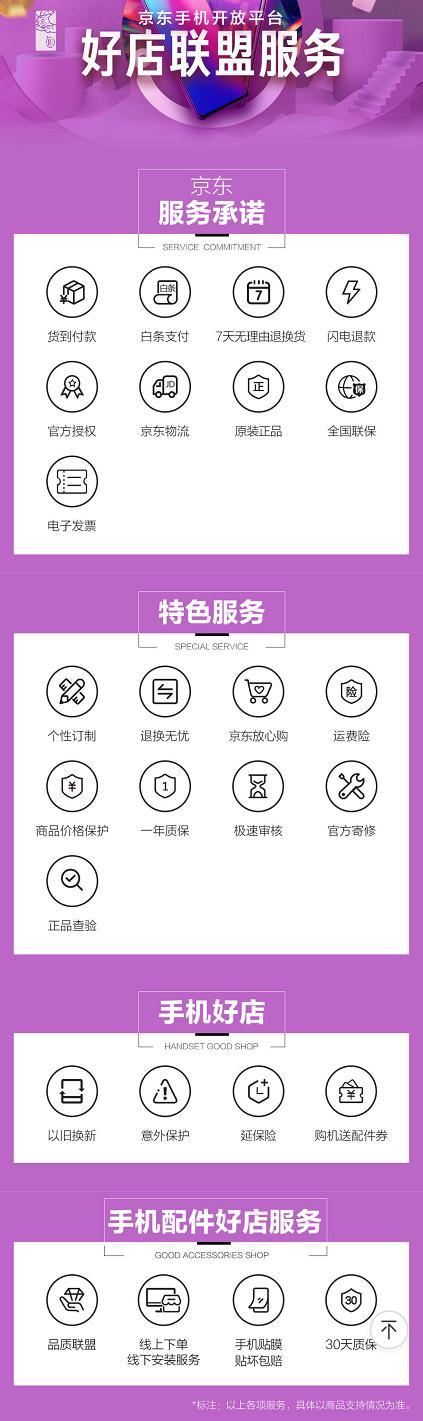 京东手机开放平台
好店联盟服务
京东
服务承诺
SERVICE COMMITMENT
货到付款 白条支付 7天无理由退换货 闪电退款
官方授权 京东物流 原装正品 全国联保
电子发票
特色服务
SPECIAL SERVICE
个性订制 退换无忧 京东放心购 运费险
商品价格保护 一年质保 极速审核 官方寄修
正品查验
手机好店
HANDSET GOOD SHOP
以旧换新 意外保护 延保险 购机送配件券
手机配件好店服务
GOOD ACCESSORIES SHOP
品质联盟 线上下单 手机贴膜 30天质保
线下安装服务 贴坏包赔
*标注：以上各项服务，具体以商品支持情况为准。